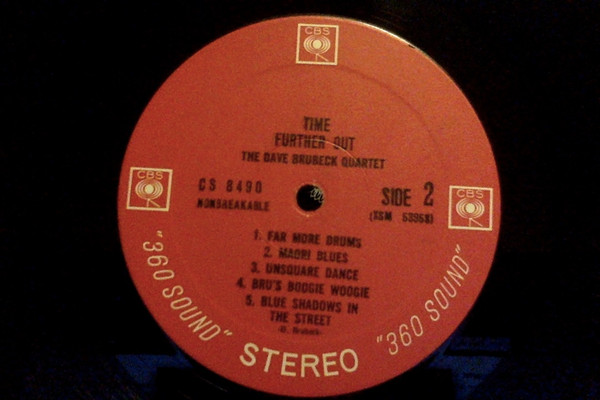 CBS
TIME
FURTHER OUT
THE DAVE BRUBECK QUARTET
CBS
CS 8490
NONBREAKABLE
SIDE 2
(XSM 53958)
CBS
1. FAR MORE DRUMS
2. MAORI BLUES
3. UNSQUARE DANCE
4. BRU'S BOOGIE WOOGIE
5. BLUE SHADOWS IN
THE STREET
-D. Brubeck-
"360 SOUND" STEREO "360 SOUND"